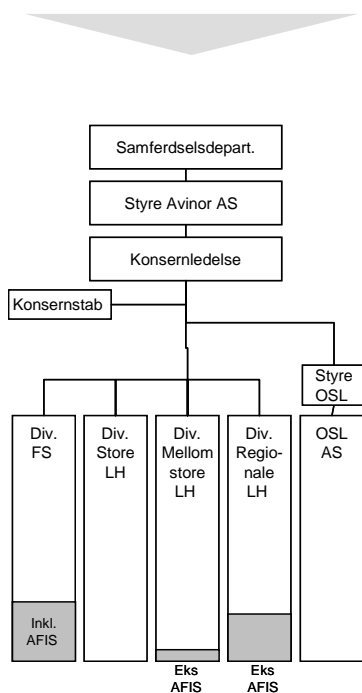 Samferdselsdepart.
Styre Avinor AS
Konsernledelse
Konsernstab
Styre
OSL
Div.
FS
Div.
Store
LH
Div.
Mellom
store
LH
Div.
Regio-
nale
LH
OSL
AS
Inkl.
AFIS
Eks
AFIS
Eks
AFIS